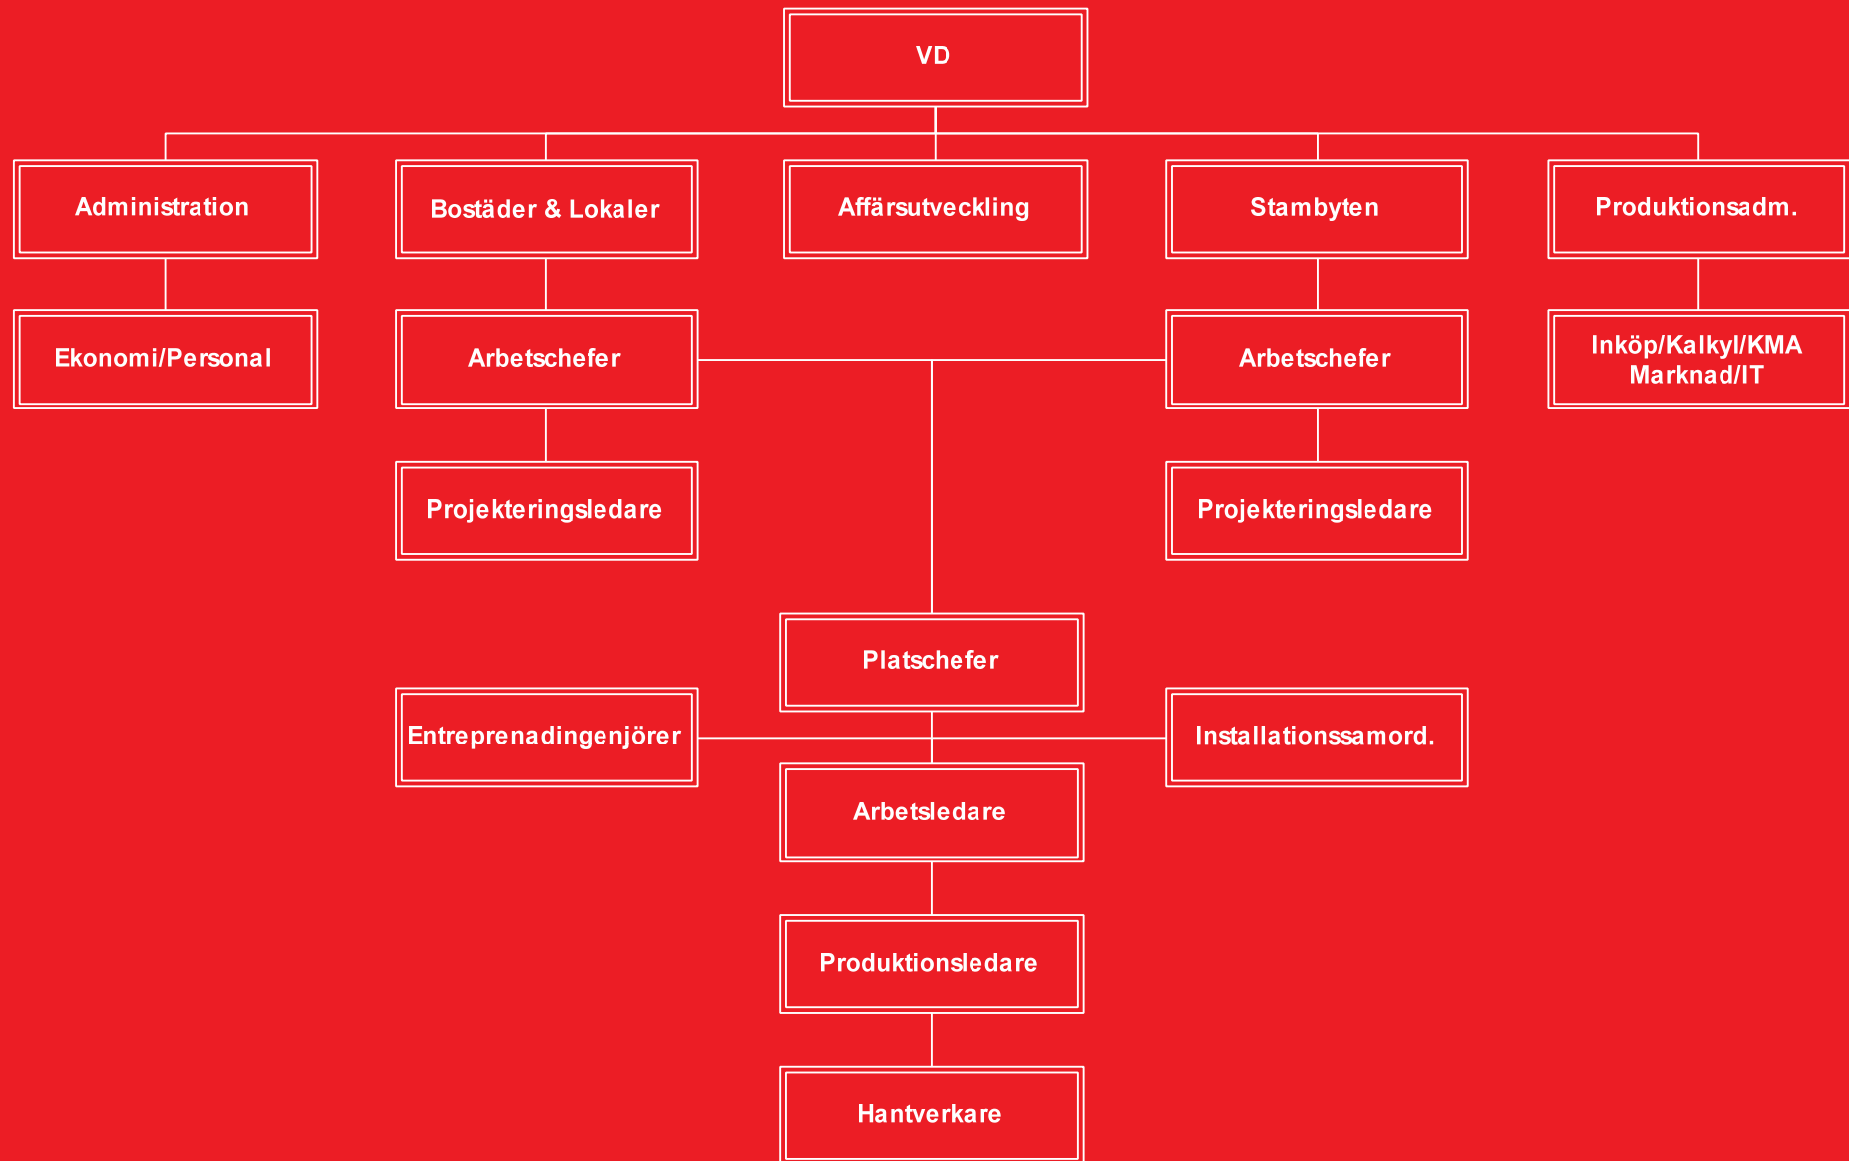 VD
Administration
Bostäder & Lokaler
Affärsutveckling
Stambyten
Produktionsadm.
Ekonomi/Personal
Arbetschefer
Arbetschefer
Inköp/Kalkyl/KMA
Marknad/IT
Projekteringsledare
Projekteringsledare
Platschefer
Entreprenadingenjörer
Installationssamord.
Arbetsledare
Produktionsledare
Hantverkare